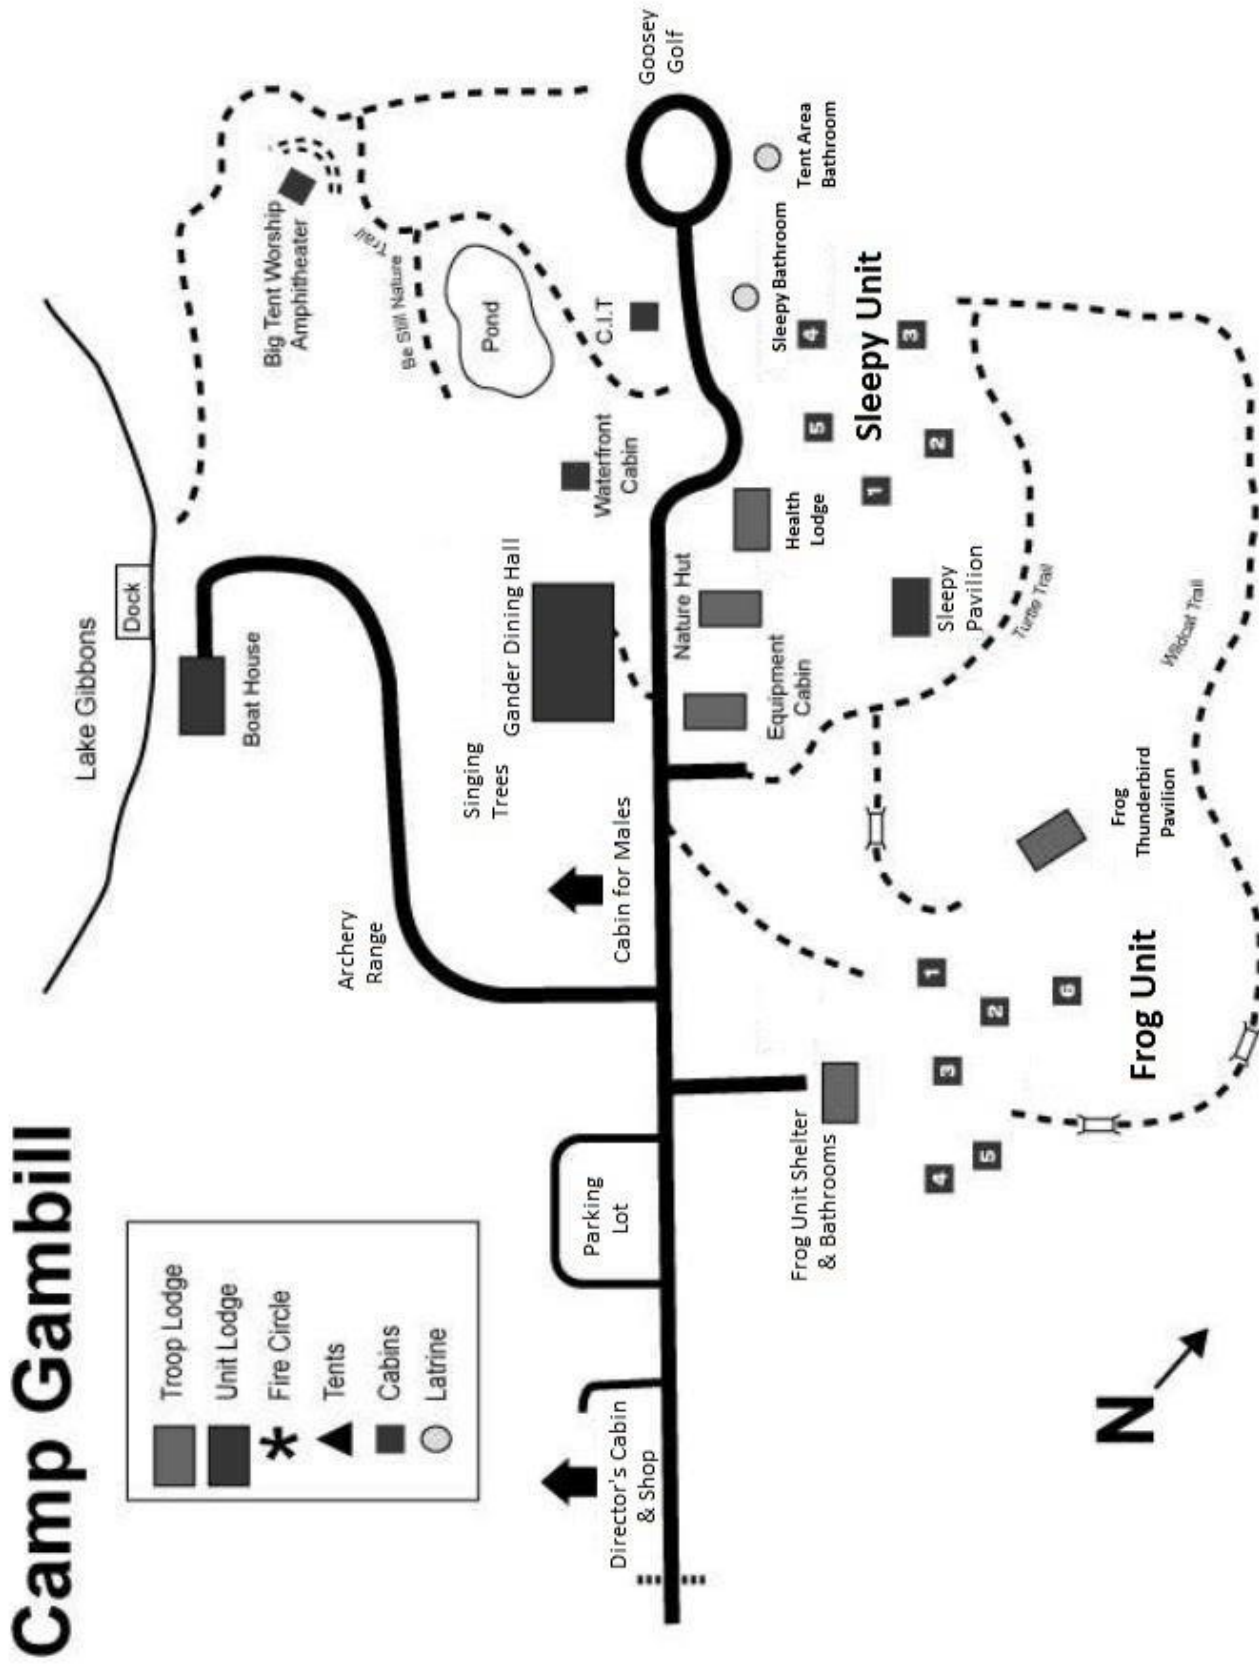 Camp Gambill
Troop Lodge
Unit Lodge
Fire Circle
Tents
Cabins
Latrine
Lake Gibbons
Dock
Boat House
Big Tent Worship
Amphitheater
Be Still Nature
Trail
Pond
Archery
Range
Singing
Trees
Gander Dining Hall
Waterfront
Cabin
C.I.T
Goosey
Golf
Director's Cabin
& Shop
Parking
Lot
Cabin for Males
Nature Hut
Equipment
Cabin
Health
Lodge
Sleepy Bathroom
Tent Area
Bathroom
Frog Unit Shelter
& Bathrooms
Sleepy
Pavilion
1
2
3
4
5
Sleepy Unit
Turtle Trail
Wildcat Trail
Frog
Thunderbird
Pavilion
1
2
3
4
5
6
Frog Unit
N